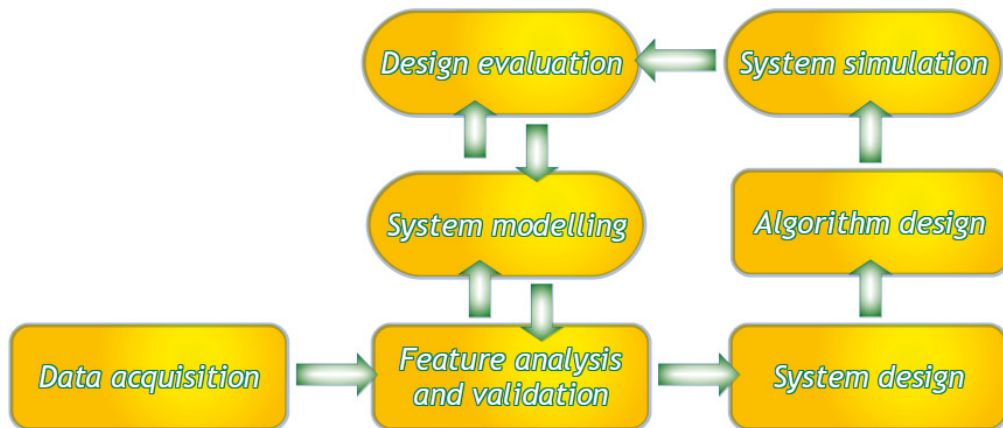 Design evaluation
System simulation
System modelling
Algorithm design
Data acquisition
Feature analysis
and validation
System design